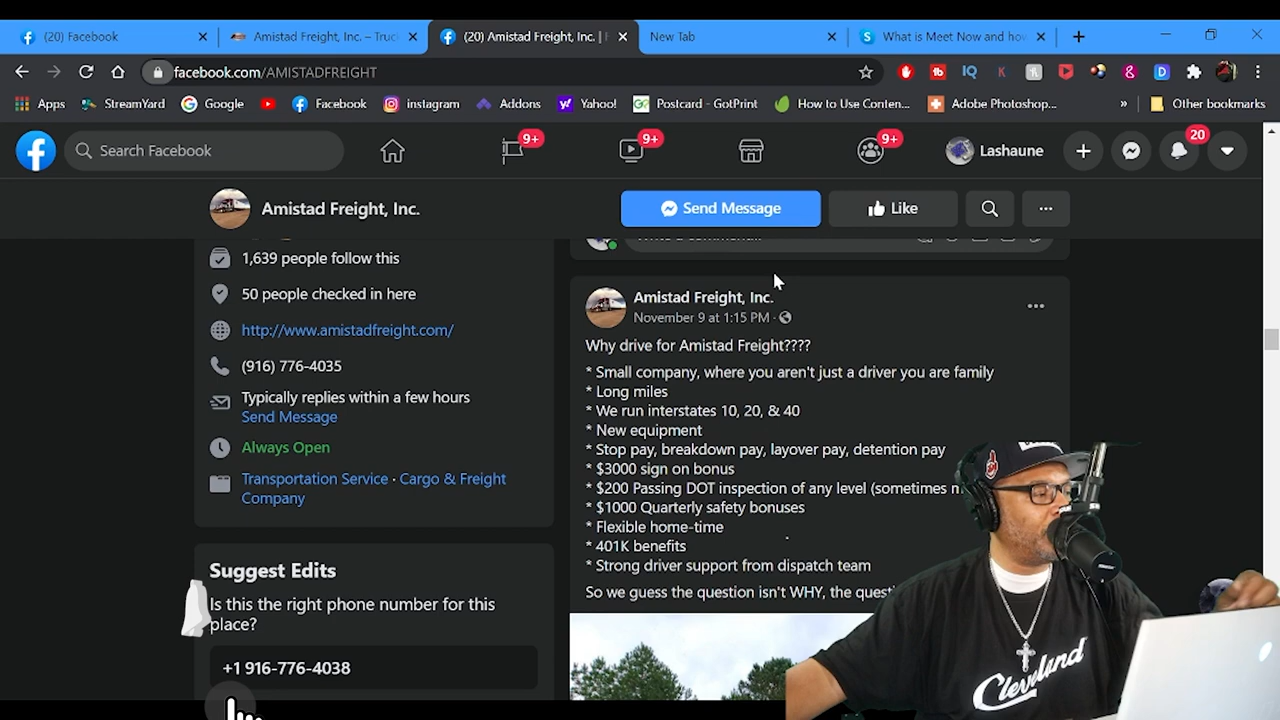 (20) Facebook
Amistad Freight, Inc. – Truc
(20) Amistad Freight, Inc. | F
New Tab
What is Meet Now and how
facebook.com/AMISTADFREIGHT
Apps
StreamYard
Google
Facebook
instagram
Addons
Yahoo!
Postcard - GotPrint
How to Use Conten...
Adobe Photoshop...
»
Other bookmarks
Search Facebook
9+
9+
9+
Lashaune
20
Amistad Freight, Inc.
Send Message
Like
1,639 people follow this
50 people checked in here
http://www.amistadfreight.com/
(916) 776-4035
Typically replies within a few hours
Send Message
Always Open
Transportation Service · Cargo & Freight
Company
Suggest Edits
Is this the right phone number for this
place?
+1 916-776-4038
Amistad Freight, Inc.
November 9 at 1:15 PM ·
Why drive for Amistad Freight????
* Small company, where you aren't just a driver you are family
* Long miles
* We run interstates 10, 20, & 40
* New equipment
* Stop pay, breakdown pay, layover pay, detention pay
* $3000 sign on bonus
* $200 Passing DOT inspection of any level (sometimes
* $1000 Quarterly safety bonuses
* Flexible home-time
* 401K benefits
* Strong driver support from dispatch team
So we guess the question isn't WHY, the
Cleveland